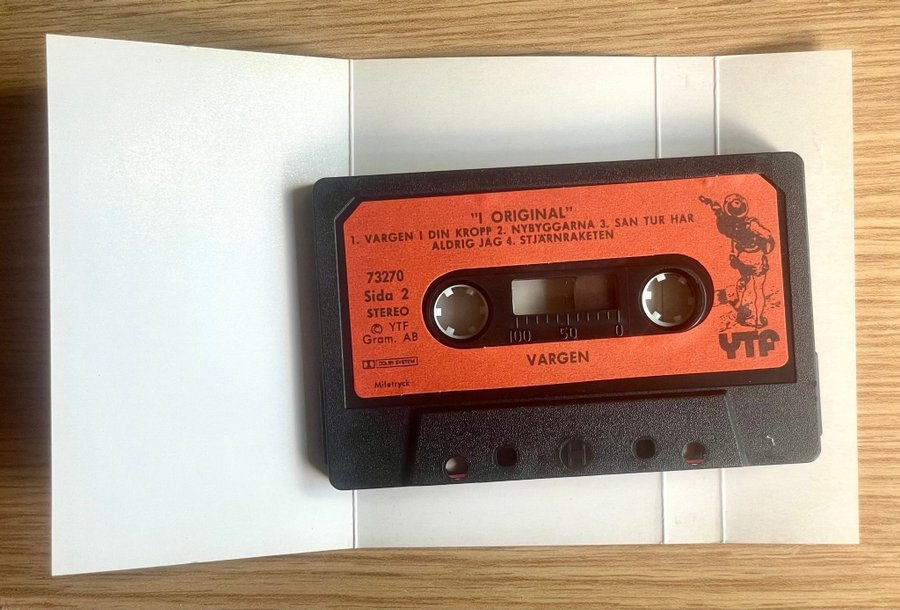 "I ORIGINAL"
1. VARGEN I DIN KROPP 2. NYBYGGARNA 3. SAN TUR HAR
ALDRIG JAG 4. STJÄRNRAKETEN
73270
Sida 2
STEREO
© YTF
Gram. AB
DOLBY SYSTEM
100 50 0
VARGEN
Miletryck
YTF